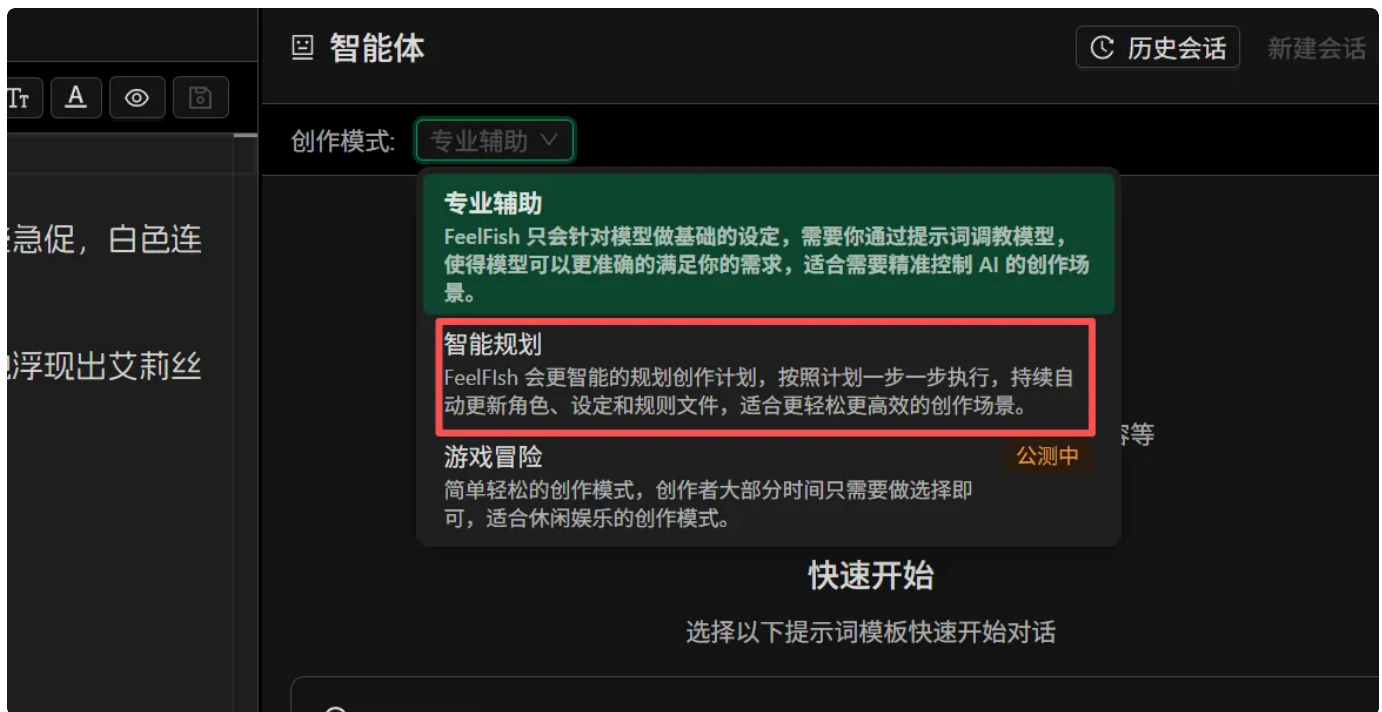 智能体
历史会话
新建会话
Tт
A
创作模式:
专业辅助
专业辅助
FeelFish 只会针对模型做基础的设定，需要你通过提示词调教模型，
使得模型可以更准确的满足你的需求，适合需要精准控制 AI 的创作场
景。
急促，白色连
智能规划
FeelFIsh 会更智能的规划创作计划，按照计划一步一步执行，持续自
动更新角色、设定和规则文件，适合更轻松更高效的创作场景。
浮现出艾莉丝
等
游戏冒险
公测中
简单轻松的创作模式，创作者大部分时间只需要做选择即
可，适合休闲娱乐的创作模式。
快速开始
选择以下提示词模板快速开始对话